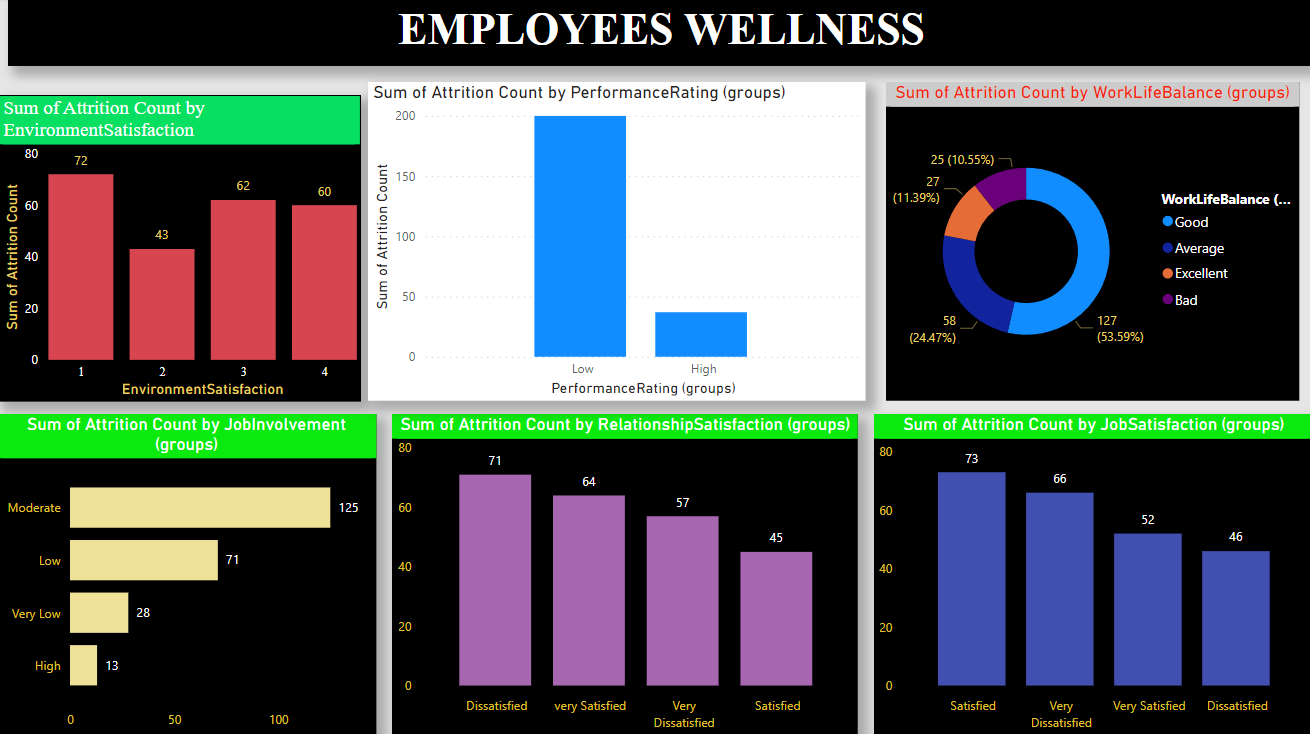 EMPLOYEES WELLNESS
Sum of Attrition Count by
EnvironmentSatisfaction
80
60
40
20
0
Sum of Attrition Count
72
43
62
60
1
2
3
4
EnvironmentSatisfaction
Sum of Attrition Count by PerformanceRating (groups)
200
150
100
50
0
Sum of Attrition Count
Low
High
PerformanceRating (groups)
Sum of Attrition Count by WorkLifeBalance (groups)
25 (10.55%)
27
(11.39%)
58
(24.47%)
127
(53.59%)
WorkLifeBalance (...
Good
Average
Excellent
Bad
Sum of Attrition Count by JobInvolvement
(groups)
Moderate
125
Low
71
Very Low
28
High
13
0
50
100
Sum of Attrition Count by RelationshipSatisfaction (groups)
80
60
40
20
0
71
64
57
45
Dissatisfied
very Satisfied
Very
Dissatisfied
Satisfied
Sum of Attrition Count by JobSatisfaction (groups)
80
60
40
20
0
73
66
52
46
Satisfied
Very
Dissatisfied
Very Satisfied
Dissatisfied